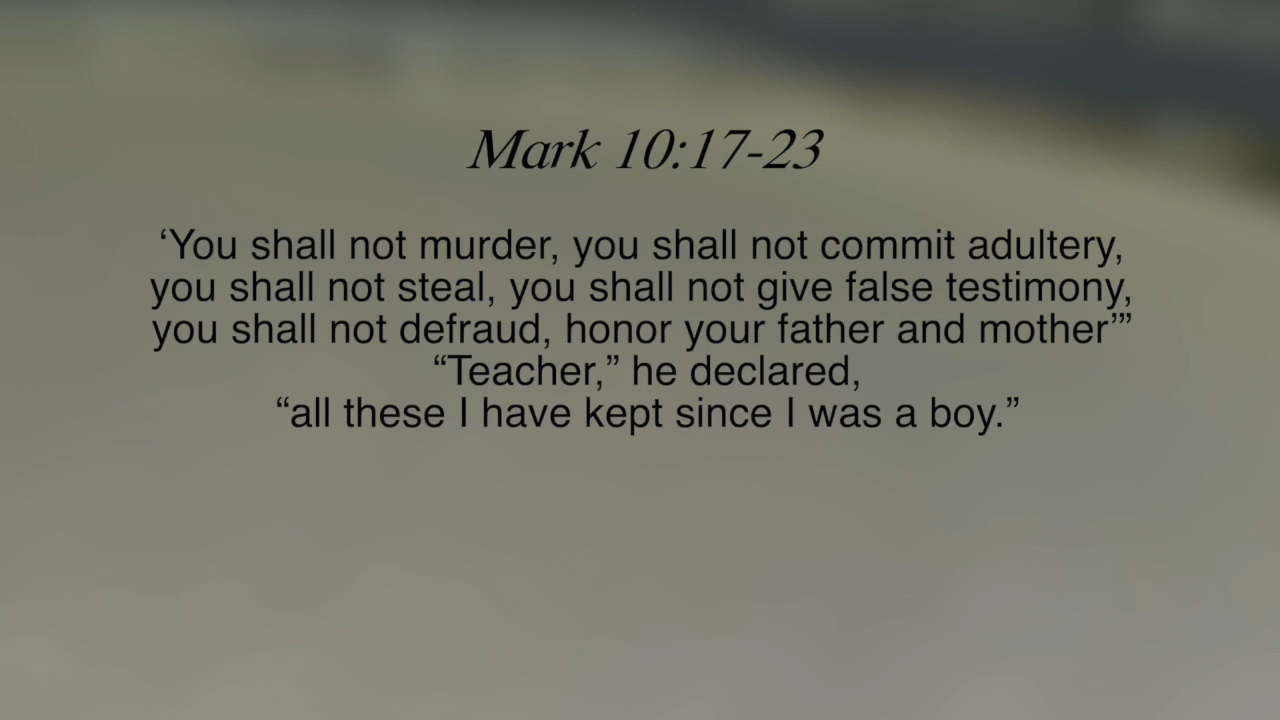 Mark 10:17-23
‘You shall not murder, you shall not commit adultery,
you shall not steal, you shall not give false testimony,
you shall not defraud, honor your father and mother’”
“Teacher,” he declared,
“all these I have kept since I was a boy.”